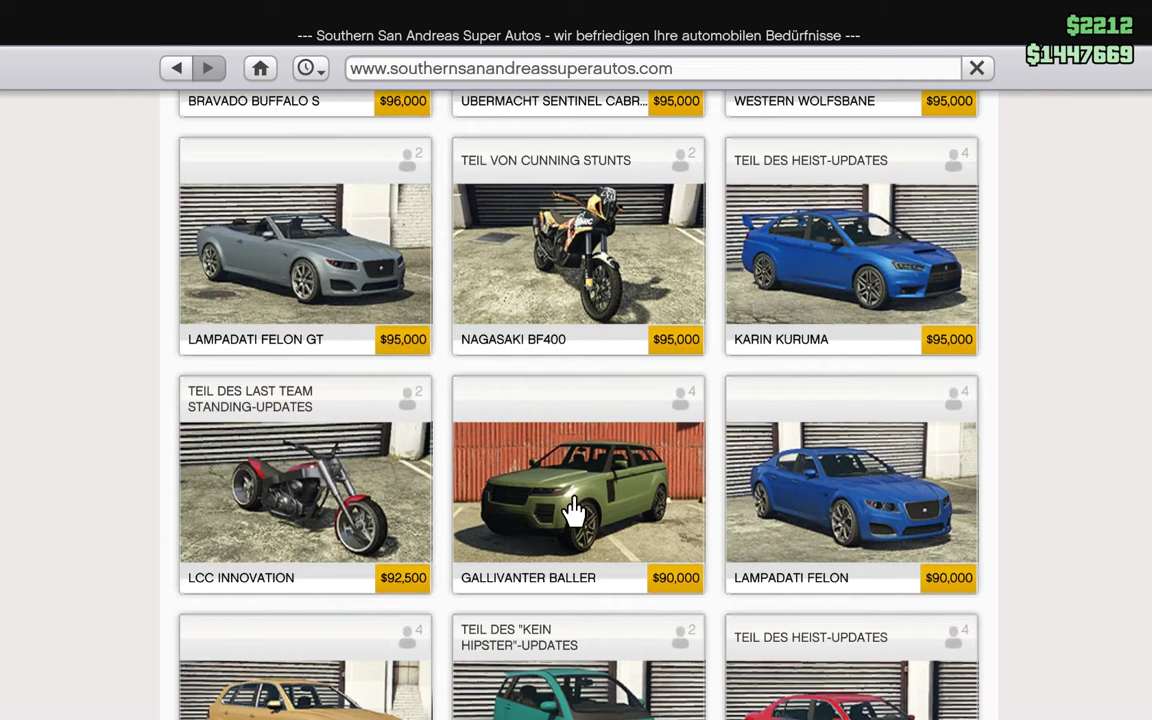 --- Southern San Andreas Super Autos - wir befriedigen Ihre automobilen Bedürfnisse ---
$2212
$1447669
www.southernsanandreassuperautos.com
BRAVADO BUFFALO S $96,000
UBERMACHT SENTINEL CABR... $95,000
WESTERN WOLFSBANE $95,000
2
TEIL VON CUNNING STUNTS 2
TEIL DES HEIST-UPDATES 4
LAMPADATI FELON GT $95,000
NAGASAKI BF400 $95,000
KARIN KURUMA $95,000
TEIL DES LAST TEAM
STANDING-UPDATES 2
4
4
LCC INNOVATION $92,500
GALLIVANTER BALLER $90,000
LAMPADATI FELON $90,000
4
TEIL DES "KEIN
HIPSTER"-UPDATES 2
TEIL DES HEIST-UPDATES 4